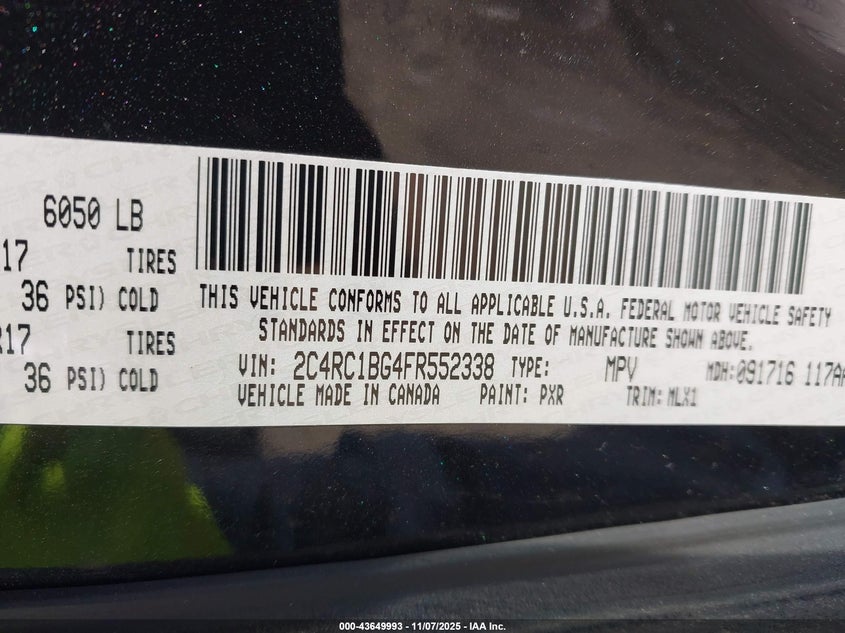 6050 LB
17 TIRES
36 PSI) COLD
R17 TIRES
36 PSI) COLD
THIS VEHICLE CONFORMS TO ALL APPLICABLE U.S.A. FEDERAL MOTOR VEHICLE SAFETY
STANDARDS IN EFFECT ON THE DATE OF MANUFACTURE SHOWN ABOVE.
VIN: 2C4RC1BG4FR552338 TYPE: MPV MDH:091716 117AA
VEHICLE MADE IN CANADA PAINT: PXR TRIM: MLX1
000-43649993 - 11/07/2025 - IAA Inc.